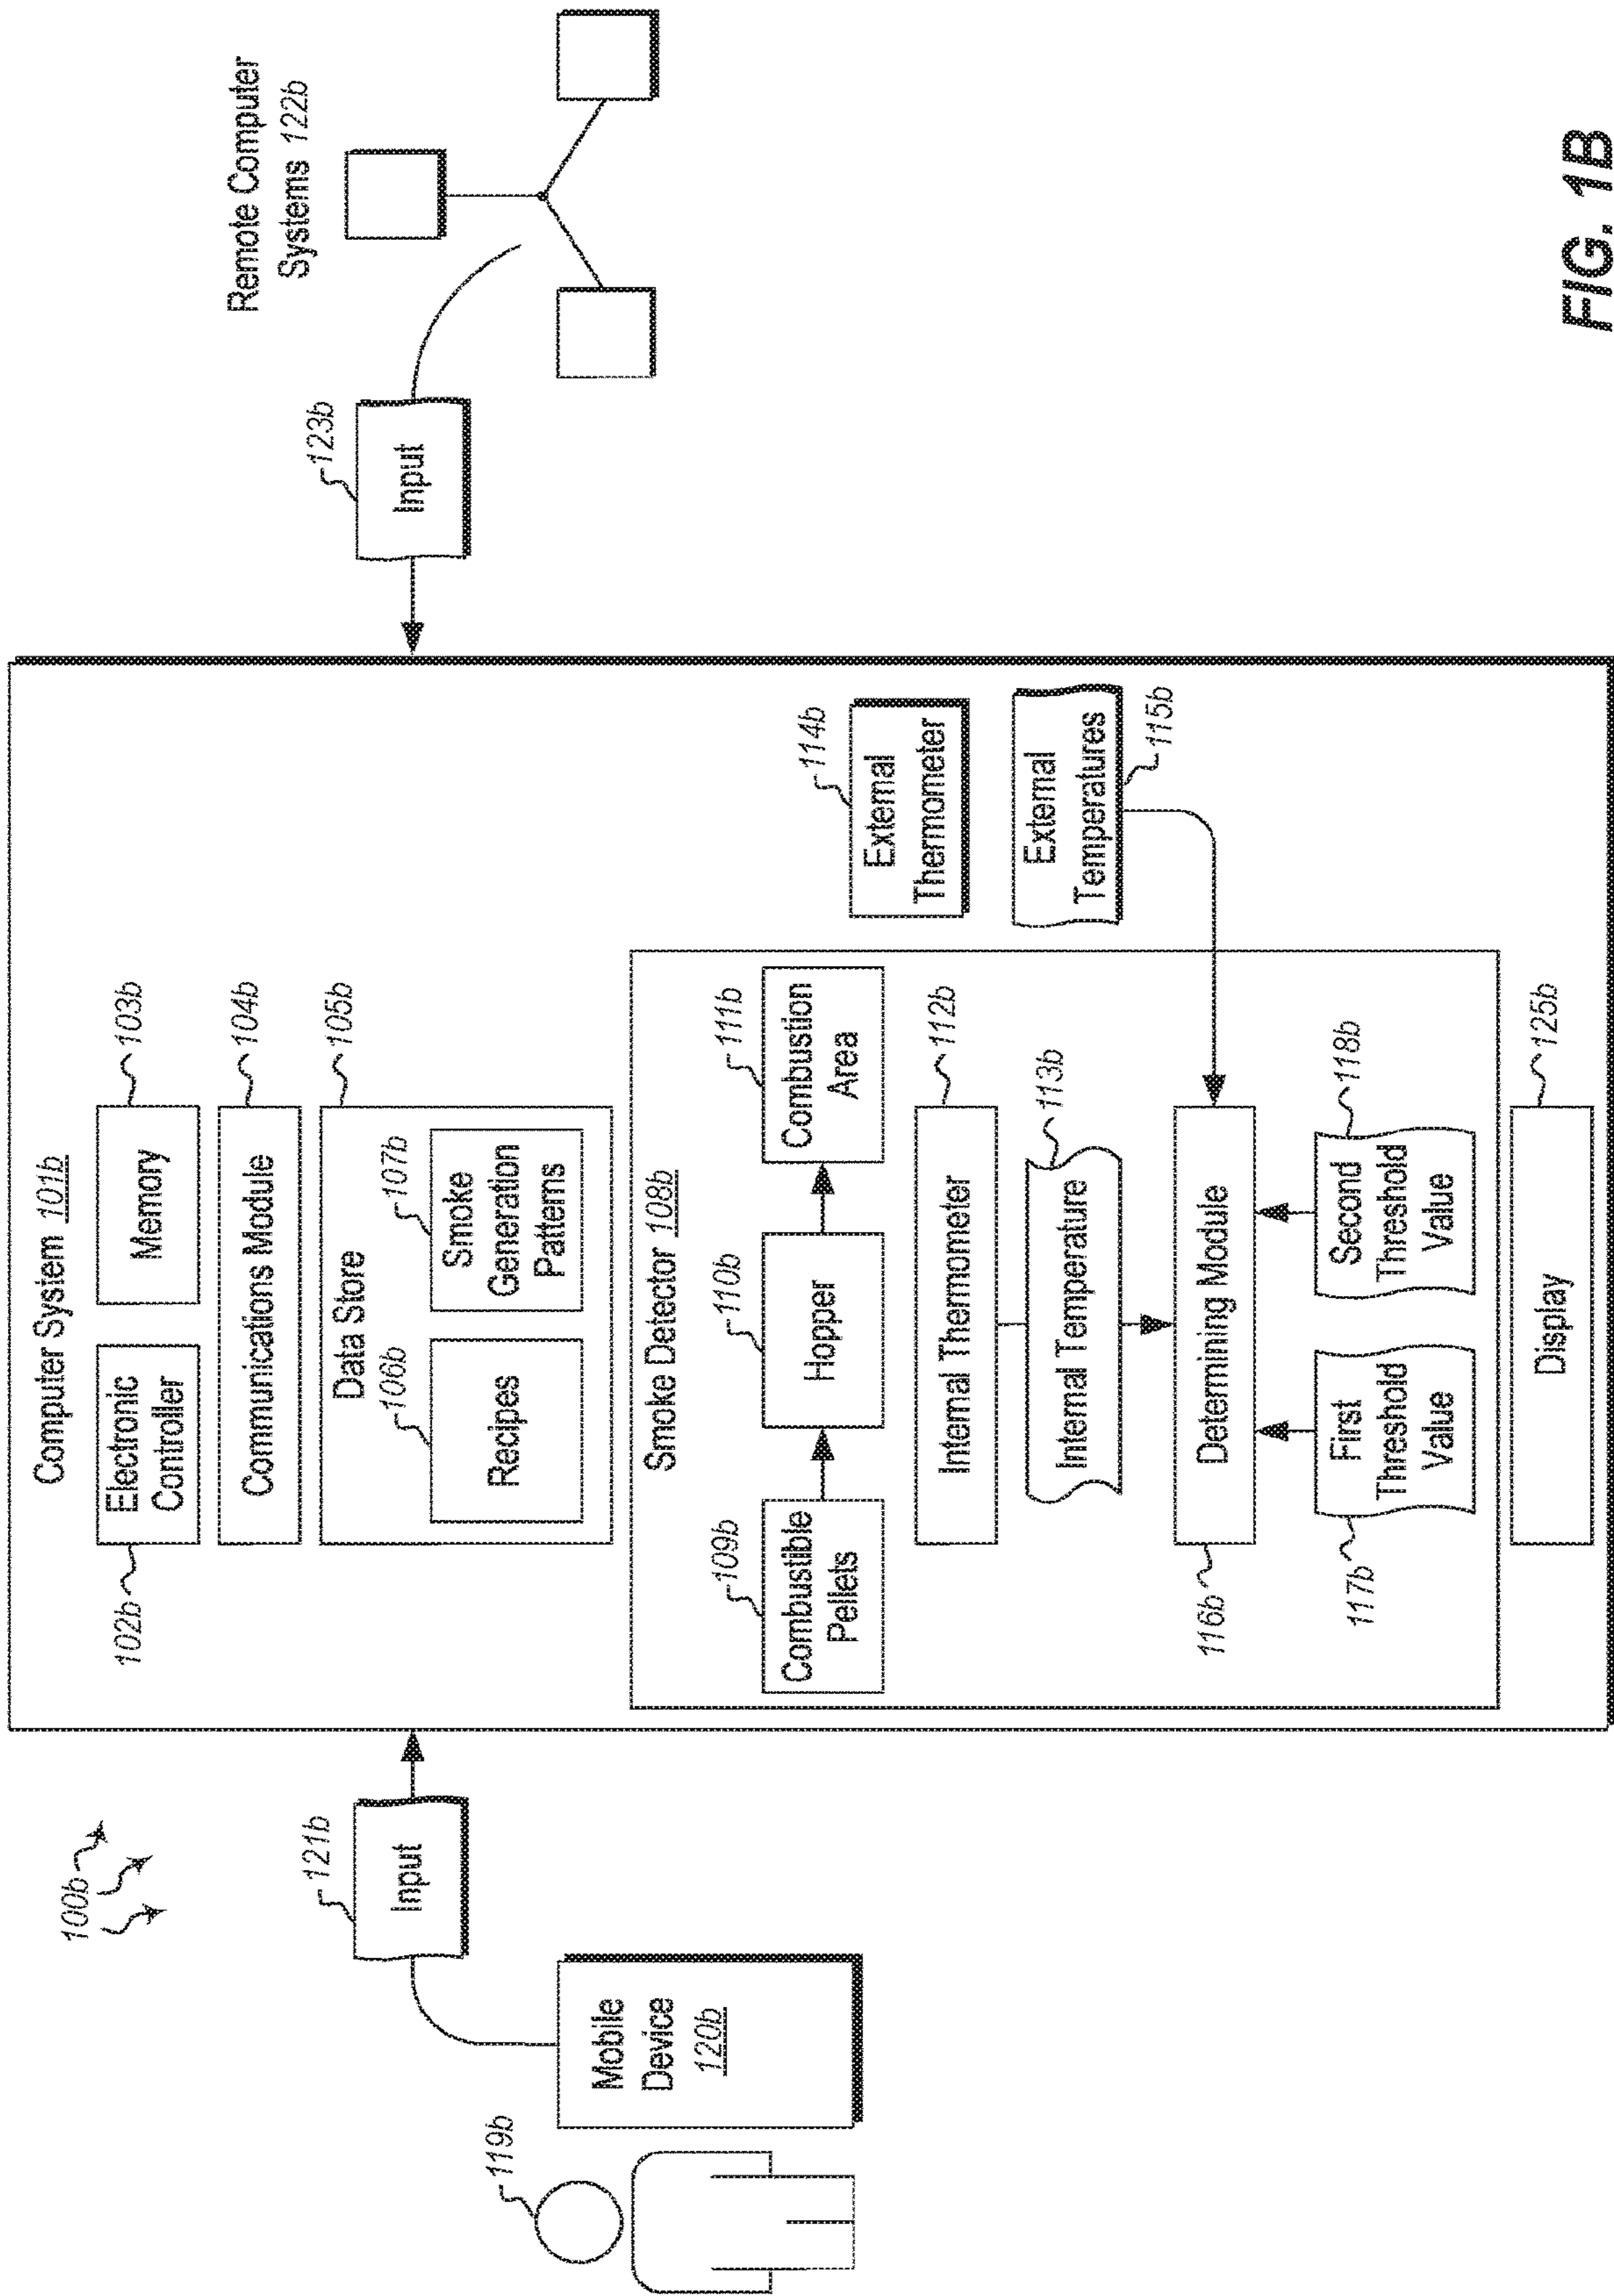 100b
Computer System 101b
Electronic
Controller
102b
Memory
103b
Communications Module
104b
Data Store
105b
106b
Recipes
107b
Smoke
Generation
Patterns
Smoke Detector 108b
109b
Combustible
Pellets
110b
Hopper
111b
Combustion
Area
Internal Thermometer
112b
Internal Temperature
113b
114b
External
Thermometer
External
Temperatures
115b
Determining Module
116b
First
Threshold
Value
117b
Second
Threshold
Value
118b
Display
125b
119b
Mobile
Device
120b
121b
Input
123b
Input
Remote Computer
Systems 122b
FIG. 1B